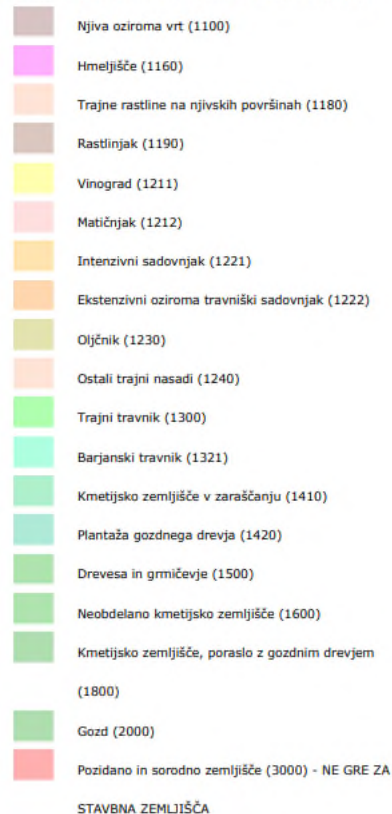 Njiva oziroma vrt (1100)
Hmeljišče (1160)
Trajne rastline na njivskih površinah (1180)
Rastlinjak (1190)
Vinograd (1211)
Matičnjak (1212)
Intenzivni sadovnjak (1221)
Ekstenzivni oziroma travniški sadovnjak (1222)
Oljčnik (1230)
Ostali trajni nasadi (1240)
Trajni travnik (1300)
Barjanski travnik (1321)
Kmetijsko zemljišče v zaraščanju (1410)
Plantaža gozdnega drevja (1420)
Drevesa in grmičevje (1500)
Neobdelano kmetijsko zemljišče (1600)
Kmetijsko zemljišče, poraslo z gozdnim drevjem
(1800)
Gozd (2000)
Pozidano in sorodno zemljišče (3000) - NE GRE ZA
STAVBNA ZEMLJIŠČA